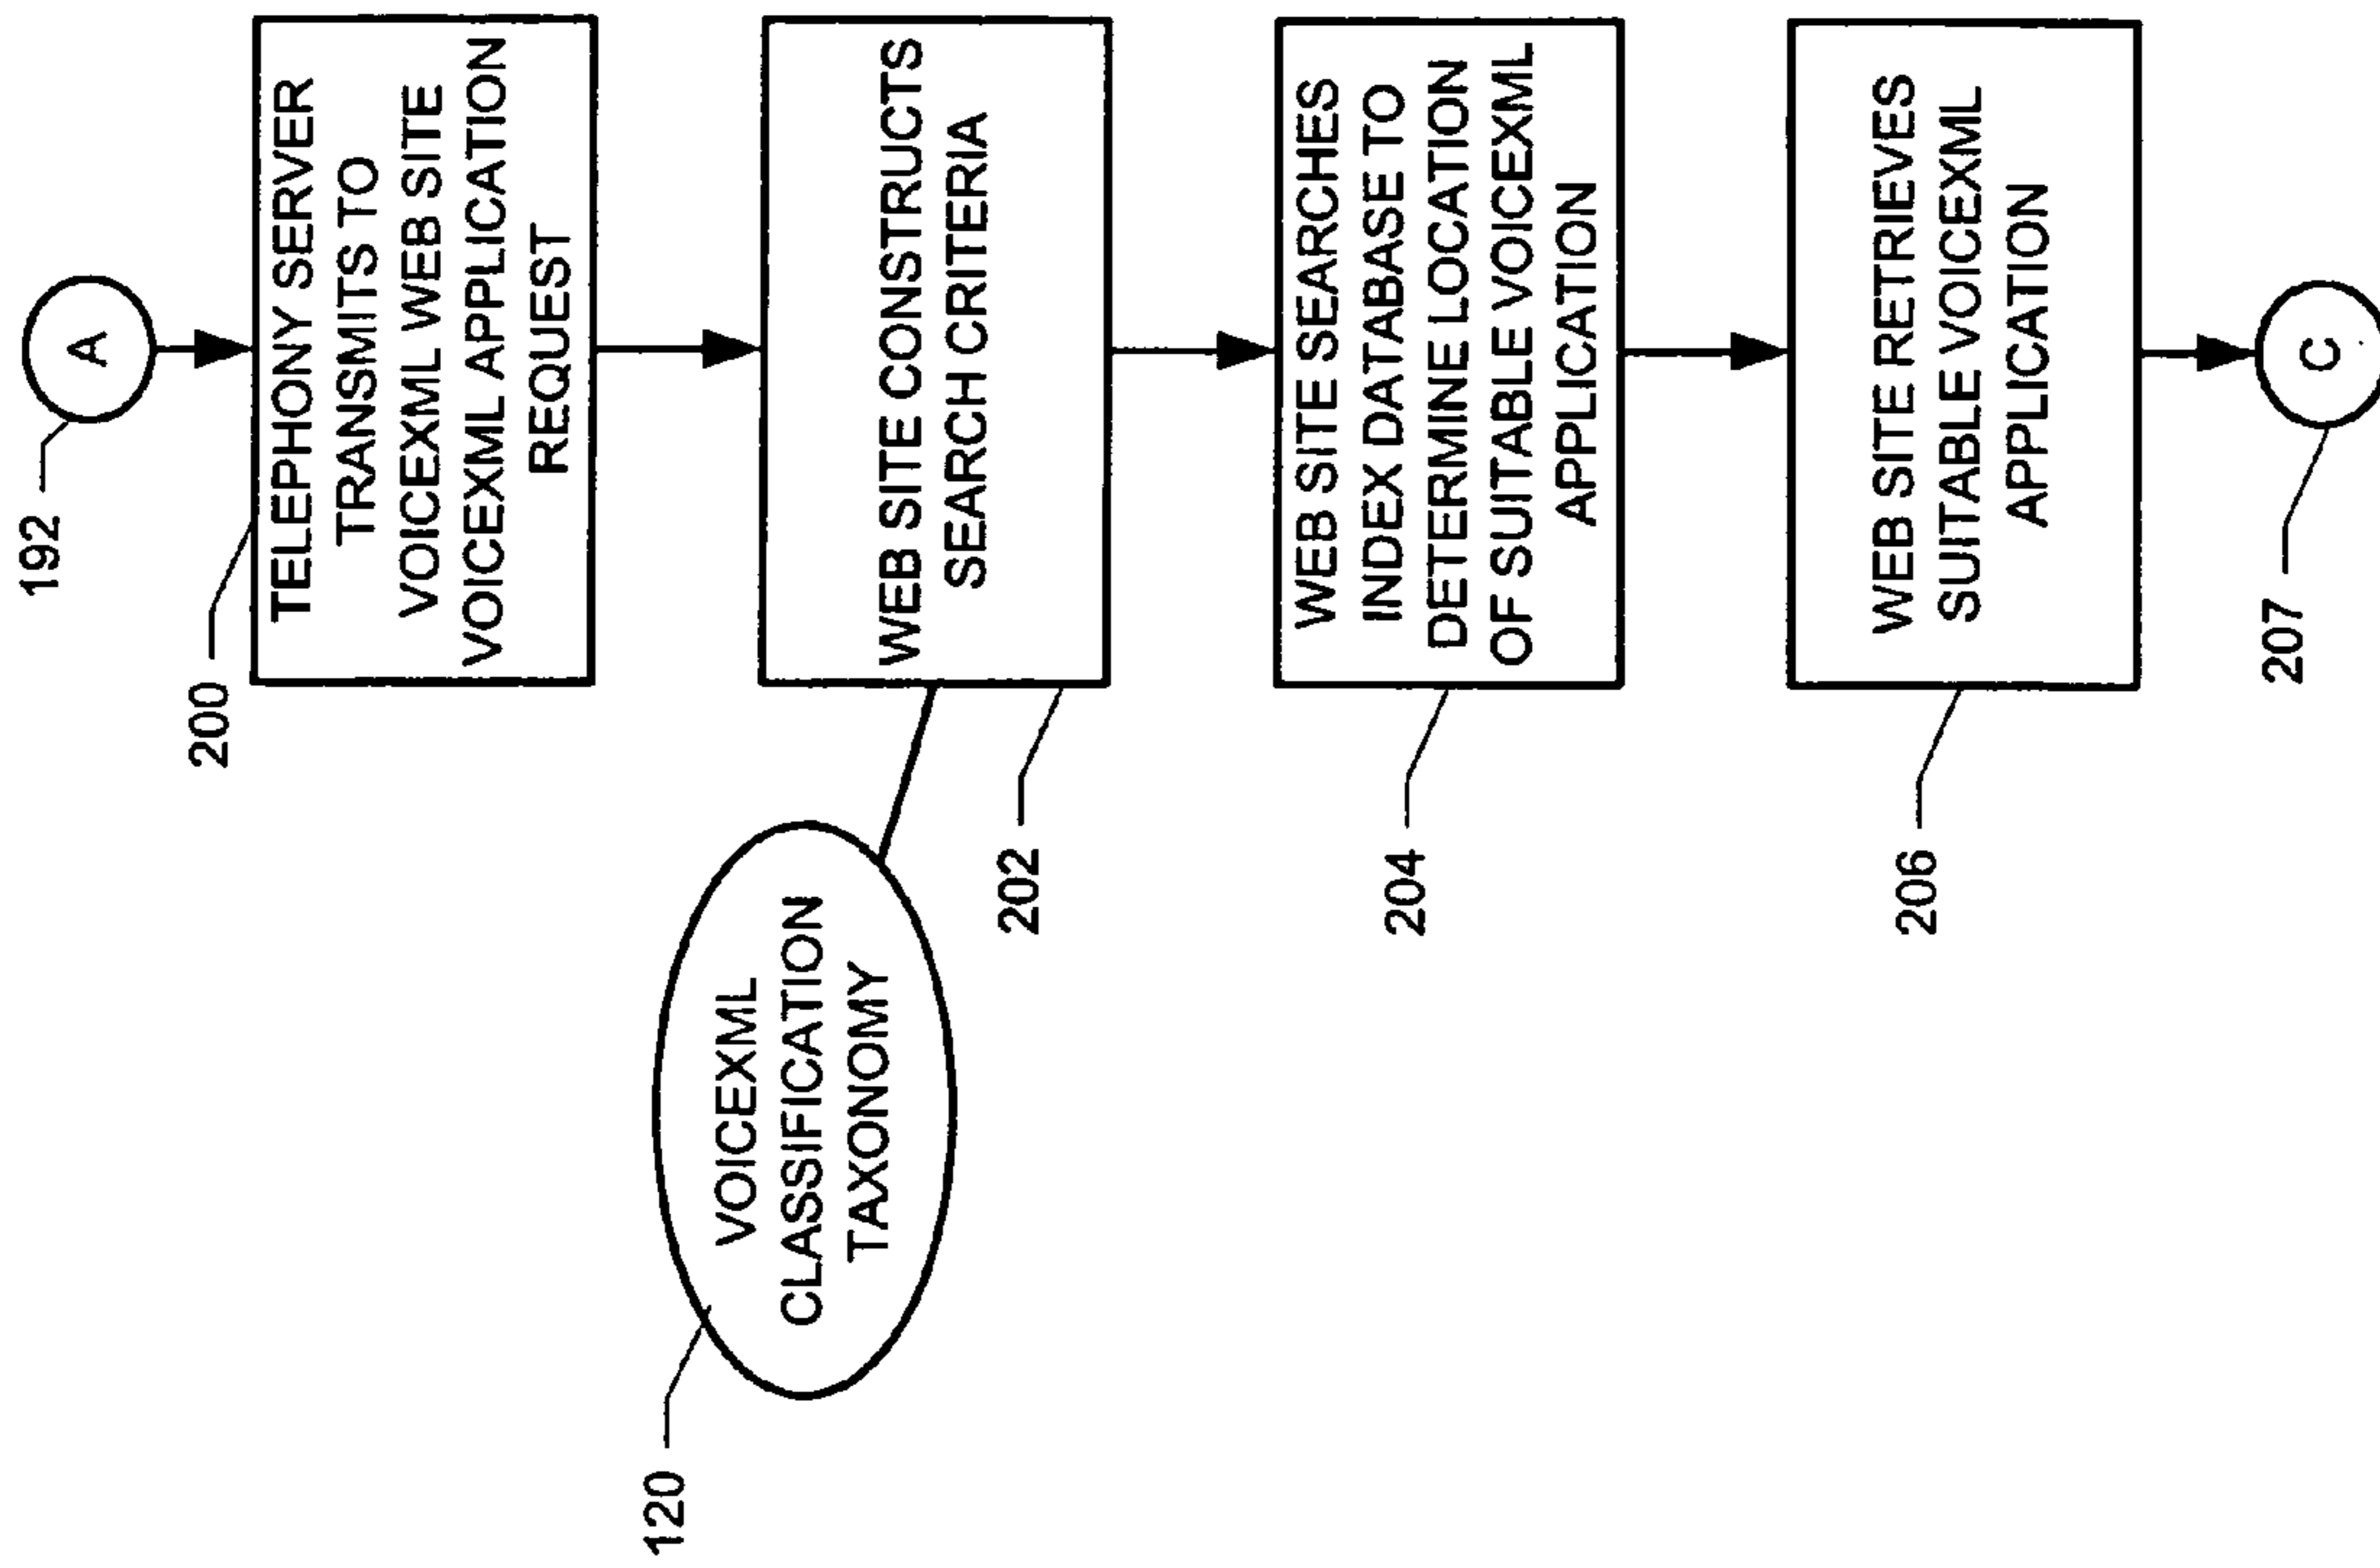 192
A
200
TELEPHONY SERVER
TRANSMITS TO
VOICEXML WEB SITE
VOICEXML APPLICATION
REQUEST
120
VOICEXML
CLASSIFICATION
TAXONOMY
202
WEB SITE CONSTRUCTS
SEARCH CRITERIA
204
WEB SITE SEARCHES
INDEX DATABASE TO
DETERMINE LOCATION
OF SUITABLE VOICEXML
APPLICATION
206
WEB SITE RETRIEVES
SUITABLE VOICEXML
APPLICATION
207
C